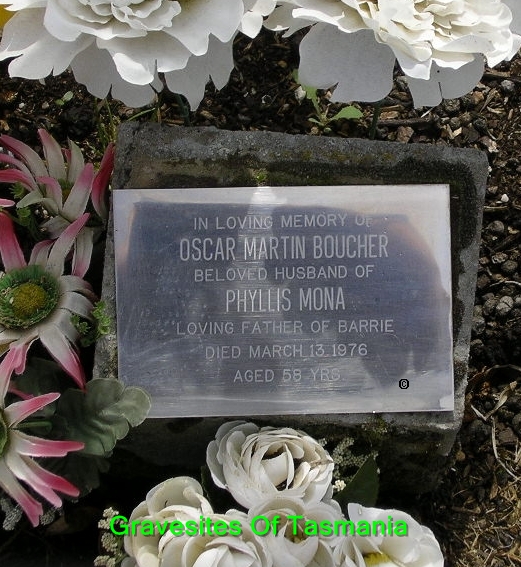 IN LOVING MEMORY OF
OSCAR MARTIN BOUCHER
BELOVED HUSBAND OF
PHYLLIS MONA
LOVING FATHER OF BARRIE
DIED MARCH 13 1976
AGED 58 YRS.
©
Gravesites Of Tasmania